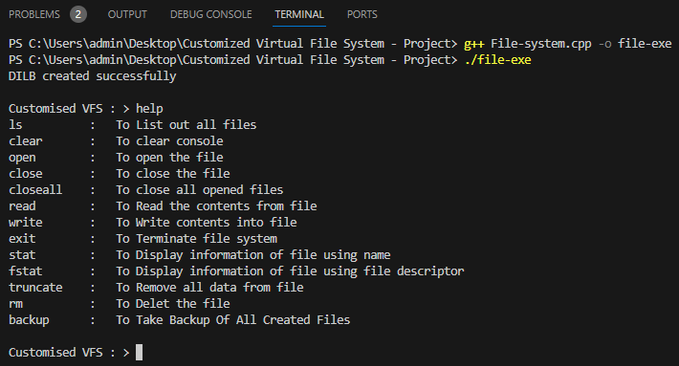 PROBLEMS 2 OUTPUT DEBUG CONSOLE TERMINAL PORTS
PS C:\Users\admin\Desktop\Customized Virtual File System - Project> g++ File-system.cpp -o file-exe
PS C:\Users\admin\Desktop\Customized Virtual File System - Project> ./file-exe
DILB created successfully
Customised VFS : > help
ls : To List out all files
clear : To clear console
open : To open the file
close : To close the file
closeall : To close all opened files
read : To Read the contents from file
write : To Write contents into file
exit : To Terminate file system
stat : To Display information of file using name
fstat : To Display information of file using file descriptor
truncate : To Remove all data from file
rm : To Delet the file
backup : To Take Backup Of All Created Files
Customised VFS : >